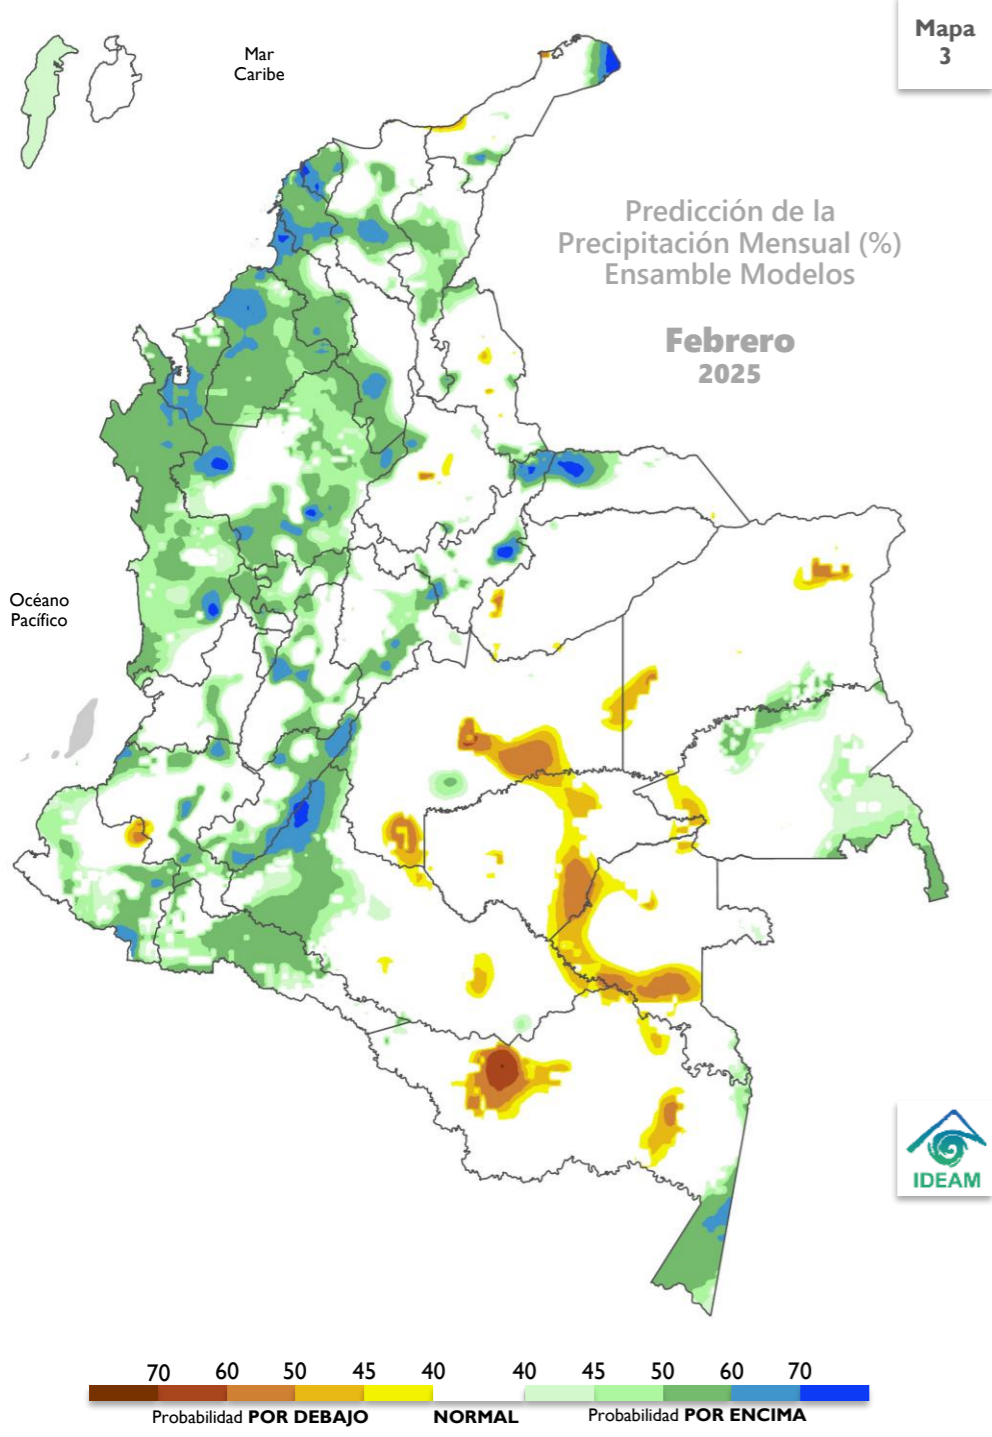 Mapa
3
Mar
Caribe
Predicción de la
Precipitación Mensual (%)
Ensamble Modelos
Febrero
2025
Océano
Pacífico
IDEAM
70 60 50 45 40 40 45 50 60 70
Probabilidad POR DEBAJO NORMAL Probabilidad POR ENCIMA